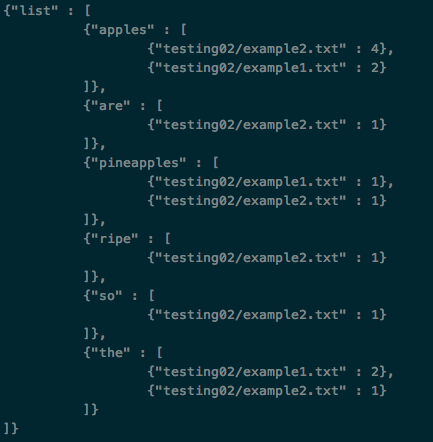 {"list" : [
{"apples" : [
{"testing02/example2.txt" : 4},
{"testing02/example1.txt" : 2}
]},
{"are" : [
{"testing02/example2.txt" : 1}
]},
{"pineapples" : [
{"testing02/example1.txt" : 1},
{"testing02/example2.txt" : 1}
]},
{"ripe" : [
{"testing02/example2.txt" : 1}
]},
{"so" : [
{"testing02/example2.txt" : 1}
]},
{"the" : [
{"testing02/example1.txt" : 2},
{"testing02/example2.txt" : 1}
]}
]}